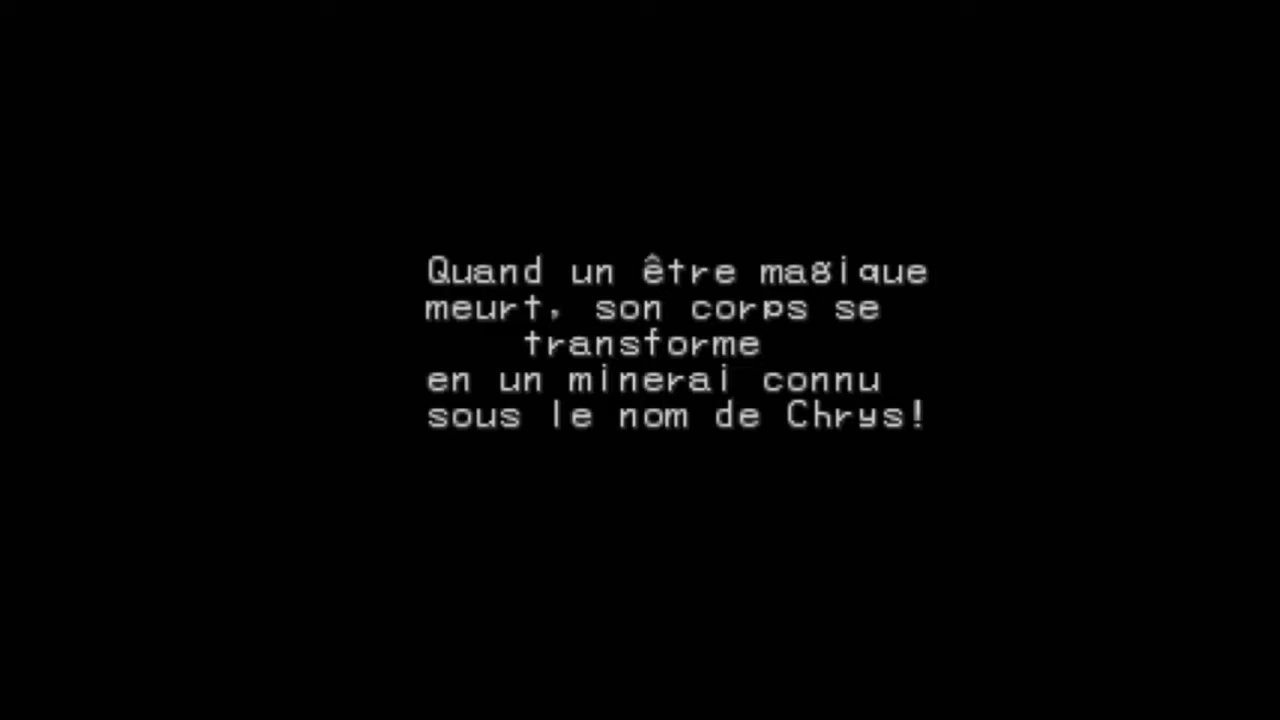 Quand un être magique
meurt, son corps se
transforme
en un minerai connu
sous le nom de Chrys!